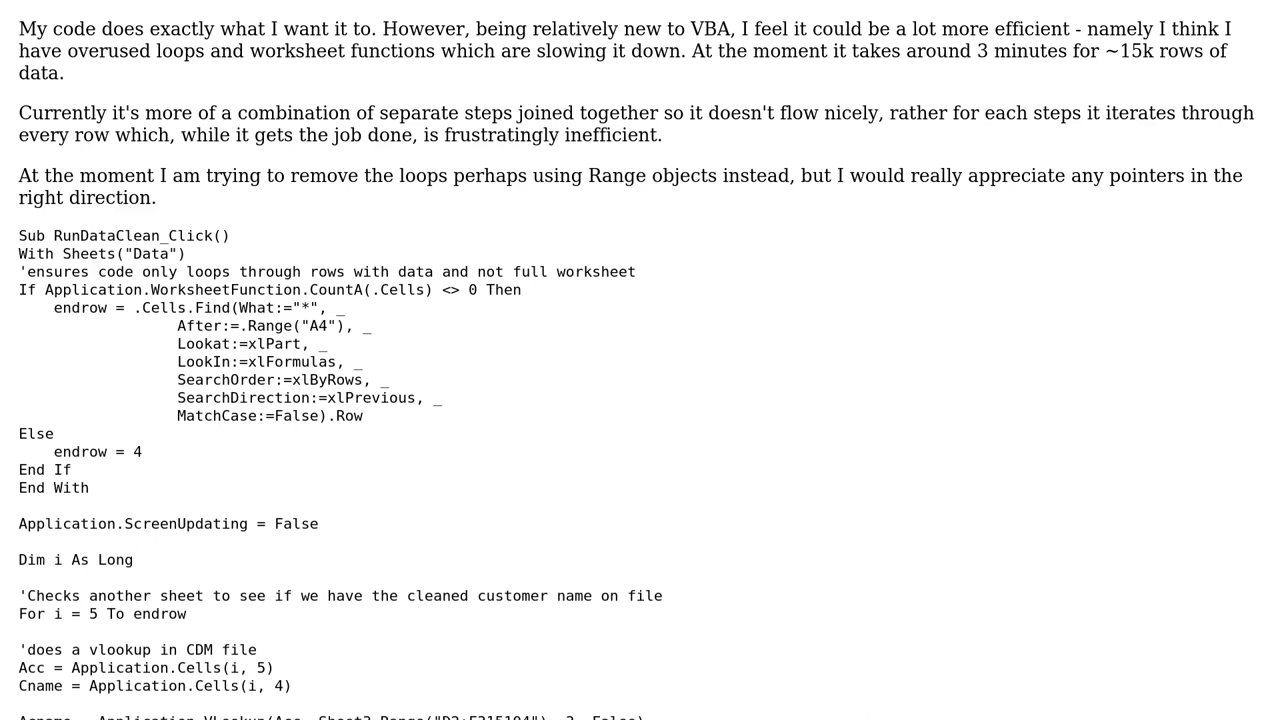 My code does exactly what I want it to. However, being relatively new to VBA, I feel it could be a lot more efficient - namely I think I
have overused loops and worksheet functions which are slowing it down. At the moment it takes around 3 minutes for ~15k rows of
data.
Currently it's more of a combination of separate steps joined together so it doesn't flow nicely, rather for each steps it iterates through
every row which, while it gets the job done, is frustratingly inefficient.
At the moment I am trying to remove the loops perhaps using Range objects instead, but I would really appreciate any pointers in the
right direction.
Sub RunDataClean_Click()
With Sheets("Data")
'ensures code only loops through rows with data and not full worksheet
If Application.WorksheetFunction.CountA(.Cells) <> 0 Then
    endrow = .Cells.Find(What:="*", _
                  After:=.Range("A4"), _
                  Lookat:=xlPart, _
                  LookIn:=xlFormulas, _
                  SearchOrder:=xlByRows, _
                  SearchDirection:=xlPrevious, _
                  MatchCase:=False).Row
Else
    endrow = 4
End If
End With
Application.ScreenUpdating = False
Dim i As Long
'Checks another sheet to see if we have the cleaned customer name on file
For i = 5 To endrow
'does a vlookup in CDM file
Acc = Application.Cells(i, 5)
Cname = Application.Cells(i, 4)